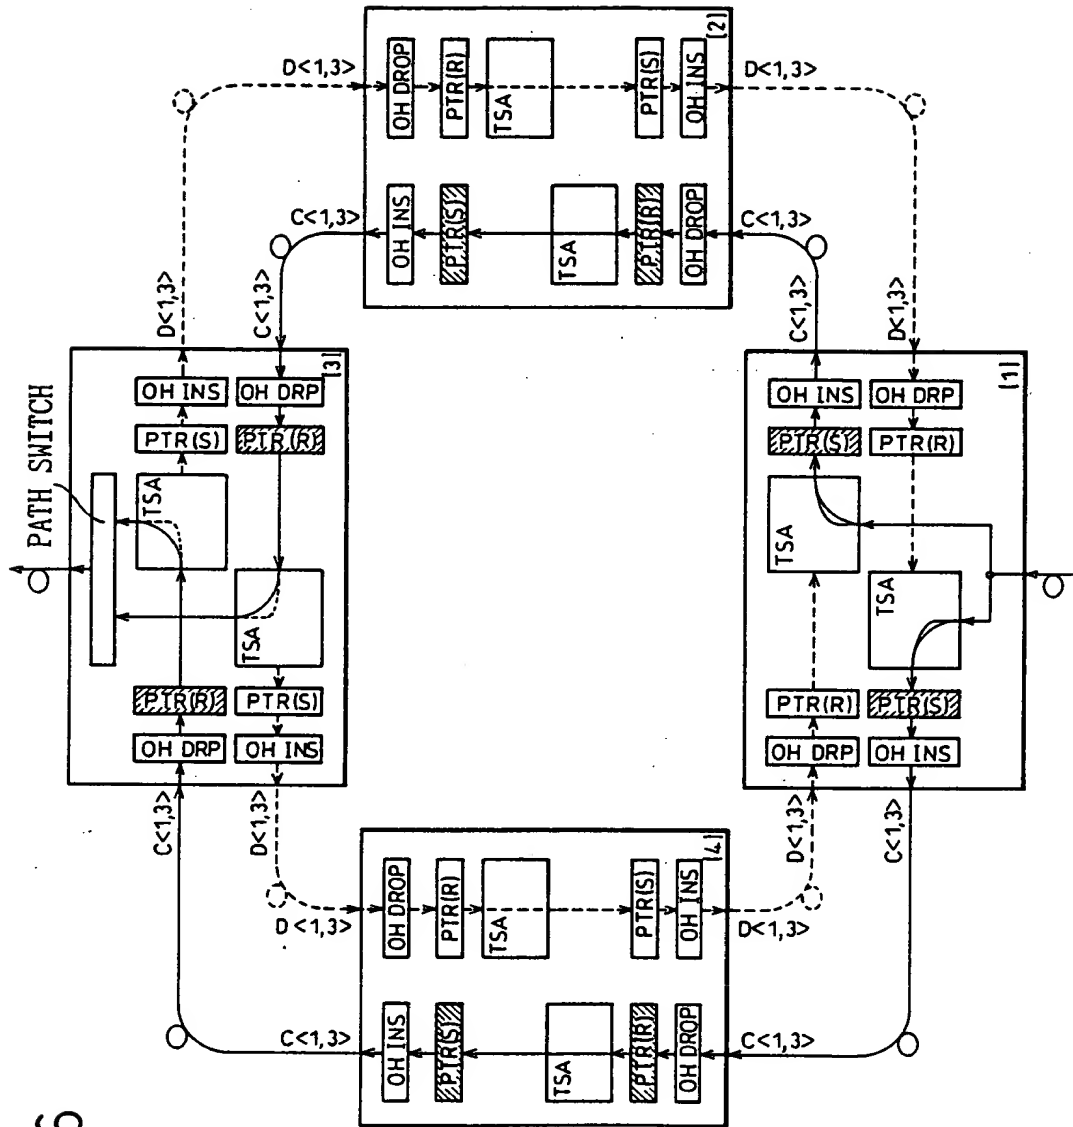 PATH SWITCH
[3]
TSA
TSA
PTR(R)
OH DRP
PTR(S)
OH INS
PTR(S)
OH INS
PTR(R)
OH DRP
C<1,3>
D<1,3>
D<1,3>
C<1,3>
[2]
D<1,3>
OH DROP
PTR(R)
TSA
PTR(S)
OH INS
D<1,3>
C<1,3>
OH INS
PTR(S)
TSA
PTR(R)
OH DROP
C<1,3>
[4]
OH DROP
PTR(R)
TSA
PTR(S)
OH INS
D<1,3>
C<1,3>
OH INS
PTR(S)
TSA
PTR(R)
OH DROP
C<1,3>
[1]
C<1,3>
D<1,3>
OH INS
PTR(S)
OH DRP
PTR(R)
TSA
TSA
PTR(R)
OH DRP
PTR(S)
OH INS
D<1,3>
C<1,3>